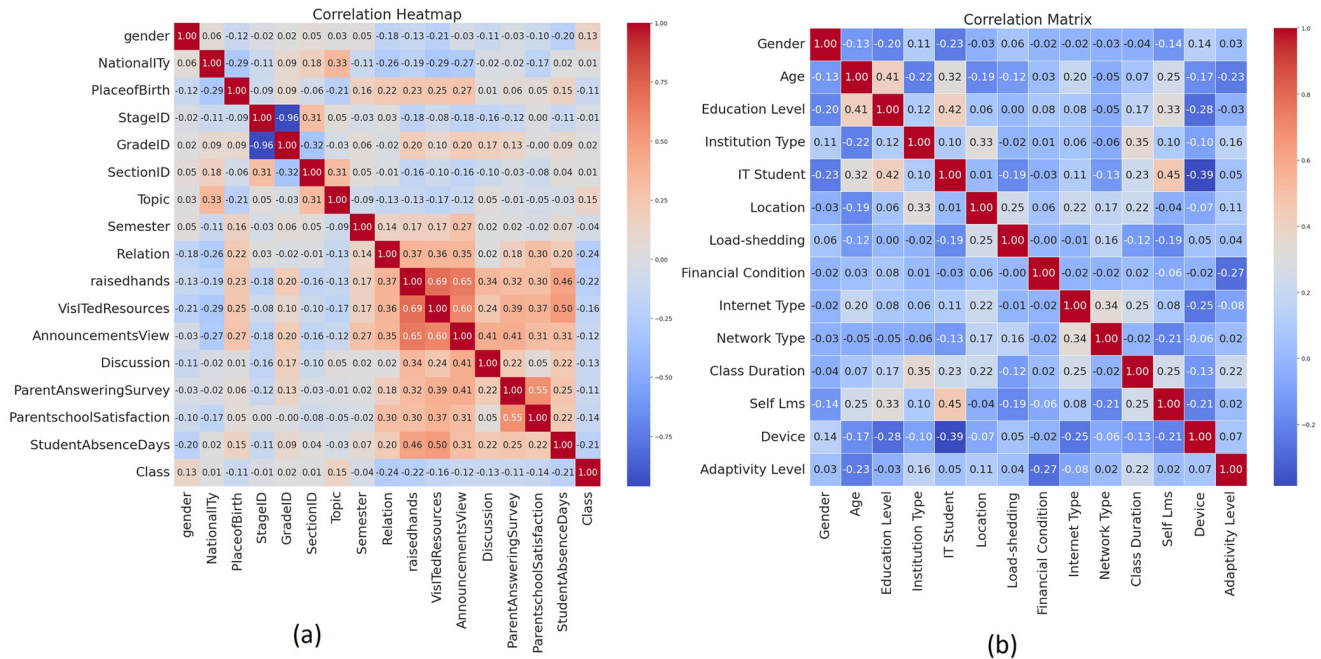 Correlation Heatmap
gender 1.00 0.06 -0.12 -0.02 0.02 0.05 0.03 0.05 -0.18 -0.13 -0.21 -0.03 -0.11 -0.03 -0.10 -0.20 0.13
NationalITy 0.06 1.00 -0.29 -0.11 0.09 0.18 0.33 -0.11 -0.26 -0.19 -0.29 -0.27 -0.02 -0.02 -0.17 0.02 0.01
PlaceofBirth -0.12 -0.29 1.00 -0.09 0.09 -0.06 -0.21 0.16 0.22 0.23 0.25 0.27 0.01 0.06 0.05 0.15 -0.11
StageID -0.02 -0.11 -0.09 1.00 -0.96 0.31 0.05 -0.03 0.03 -0.18 -0.08 -0.18 -0.16 -0.12 0.00 -0.11 -0.01
GradeID 0.02 0.09 0.09 -0.96 1.00 -0.32 -0.03 0.06 -0.02 0.20 0.10 0.20 0.17 0.13 -0.00 0.09 0.02
SectionID 0.05 0.18 -0.06 0.31 -0.32 1.00 0.31 0.05 -0.01 -0.16 -0.10 -0.16 -0.10 -0.03 -0.08 0.04 0.01
Topic 0.03 0.33 -0.21 0.05 -0.03 0.31 1.00 -0.09 -0.13 -0.13 -0.17 -0.12 0.05 -0.01 -0.05 -0.03 0.15
Semester 0.05 -0.11 0.16 -0.03 0.06 0.05 -0.09 1.00 0.14 0.17 0.17 0.27 0.02 0.02 -0.02 0.07 -0.04
Relation -0.18 -0.26 0.22 0.03 -0.02 -0.01 -0.13 0.14 1.00 0.37 0.36 0.35 0.02 0.18 0.30 0.20 -0.24
raisedhands -0.13 -0.19 0.23 -0.18 0.20 -0.16 -0.13 0.17 0.37 1.00 0.69 0.65 0.34 0.32 0.30 0.46 -0.22
VisITedResources -0.21 -0.29 0.25 -0.08 0.10 -0.10 -0.17 0.17 0.36 0.69 1.00 0.60 0.24 0.39 0.37 0.50 -0.16
AnnouncementsView -0.03 -0.27 0.27 -0.18 0.20 -0.16 -0.12 0.27 0.35 0.65 0.60 1.00 0.41 0.41 0.31 0.31 -0.12
Discussion -0.11 -0.02 0.01 -0.16 0.17 -0.10 0.05 0.02 0.02 0.34 0.24 0.41 1.00 0.22 0.05 0.22 -0.13
ParentAnsweringSurvey -0.03 -0.02 0.06 -0.12 0.13 -0.03 -0.01 0.02 0.18 0.32 0.39 0.41 0.22 1.00 0.55 0.25 -0.11
ParentschoolSatisfaction -0.10 -0.17 0.05 0.00 -0.00 -0.08 -0.05 -0.02 0.30 0.30 0.37 0.31 0.05 0.55 1.00 0.22 -0.14
StudentAbsenceDays -0.20 0.02 0.15 -0.11 0.09 0.04 -0.03 0.07 0.20 0.46 0.50 0.31 0.22 0.25 0.22 1.00 -0.21
Class 0.13 0.01 -0.11 -0.01 0.02 0.01 0.15 -0.04 -0.24 -0.22 -0.16 -0.12 -0.13 -0.11 -0.14 -0.21 1.00
gender
NationalITy
PlaceofBirth
StageID
GradeID
SectionID
Topic
Semester
Relation
raisedhands
VisITedResources
AnnouncementsView
Discussion
ParentAnsweringSurvey
ParentschoolSatisfaction
StudentAbsenceDays
Class
1.00
0.75
0.50
0.25
0.00
-0.25
-0.50
-0.75
(a)
Correlation Matrix
Gender 1.00 -0.13 -0.20 0.11 -0.23 -0.03 0.06 -0.02 -0.02 -0.03 -0.04 -0.14 0.14 0.03
Age -0.13 1.00 0.41 -0.22 0.32 -0.19 -0.12 0.03 0.20 -0.05 0.07 0.25 -0.17 -0.23
Education Level -0.20 0.41 1.00 0.12 0.42 0.06 0.00 0.08 0.08 -0.05 0.17 0.33 -0.28 -0.03
Institution Type 0.11 -0.22 0.12 1.00 0.10 0.33 -0.02 0.01 0.06 -0.06 0.35 0.10 -0.10 0.16
IT Student -0.23 0.32 0.42 0.10 1.00 0.01 -0.19 -0.03 0.11 -0.13 0.23 0.45 -0.39 0.05
Location -0.03 -0.19 0.06 0.33 0.01 1.00 0.25 0.06 0.22 0.17 0.22 -0.04 -0.07 0.11
Load-shedding 0.06 -0.12 0.00 -0.02 -0.19 0.25 1.00 -0.00 -0.01 0.16 -0.12 -0.19 0.05 0.04
Financial Condition -0.02 0.03 0.08 0.01 -0.03 0.06 -0.00 1.00 -0.02 -0.02 0.02 -0.06 -0.02 -0.27
Internet Type -0.02 0.20 0.08 0.06 0.11 0.22 -0.01 -0.02 1.00 0.34 0.25 0.08 -0.25 -0.08
Network Type -0.03 -0.05 -0.05 -0.06 -0.13 0.17 0.16 -0.02 0.34 1.00 -0.02 -0.21 -0.06 0.02
Class Duration -0.04 0.07 0.17 0.35 0.23 0.22 -0.12 0.02 0.25 -0.02 1.00 0.25 -0.13 0.22
Self Lms -0.14 0.25 0.33 0.10 0.45 -0.04 -0.19 -0.06 0.08 -0.21 0.25 1.00 -0.21 0.02
Device 0.14 -0.17 -0.28 -0.10 -0.39 -0.07 0.05 -0.02 -0.25 -0.06 -0.13 -0.21 1.00 0.07
Adaptivity Level 0.03 -0.23 -0.03 0.16 0.05 0.11 0.04 -0.27 -0.08 0.02 0.22 0.02 0.07 1.00
Gender
Age
Education Level
Institution Type
IT Student
Location
Load-shedding
Financial Condition
Internet Type
Network Type
Class Duration
Self Lms
Device
Adaptivity Level
1.0
0.8
0.6
0.4
0.2
0.0
-0.2
(b)